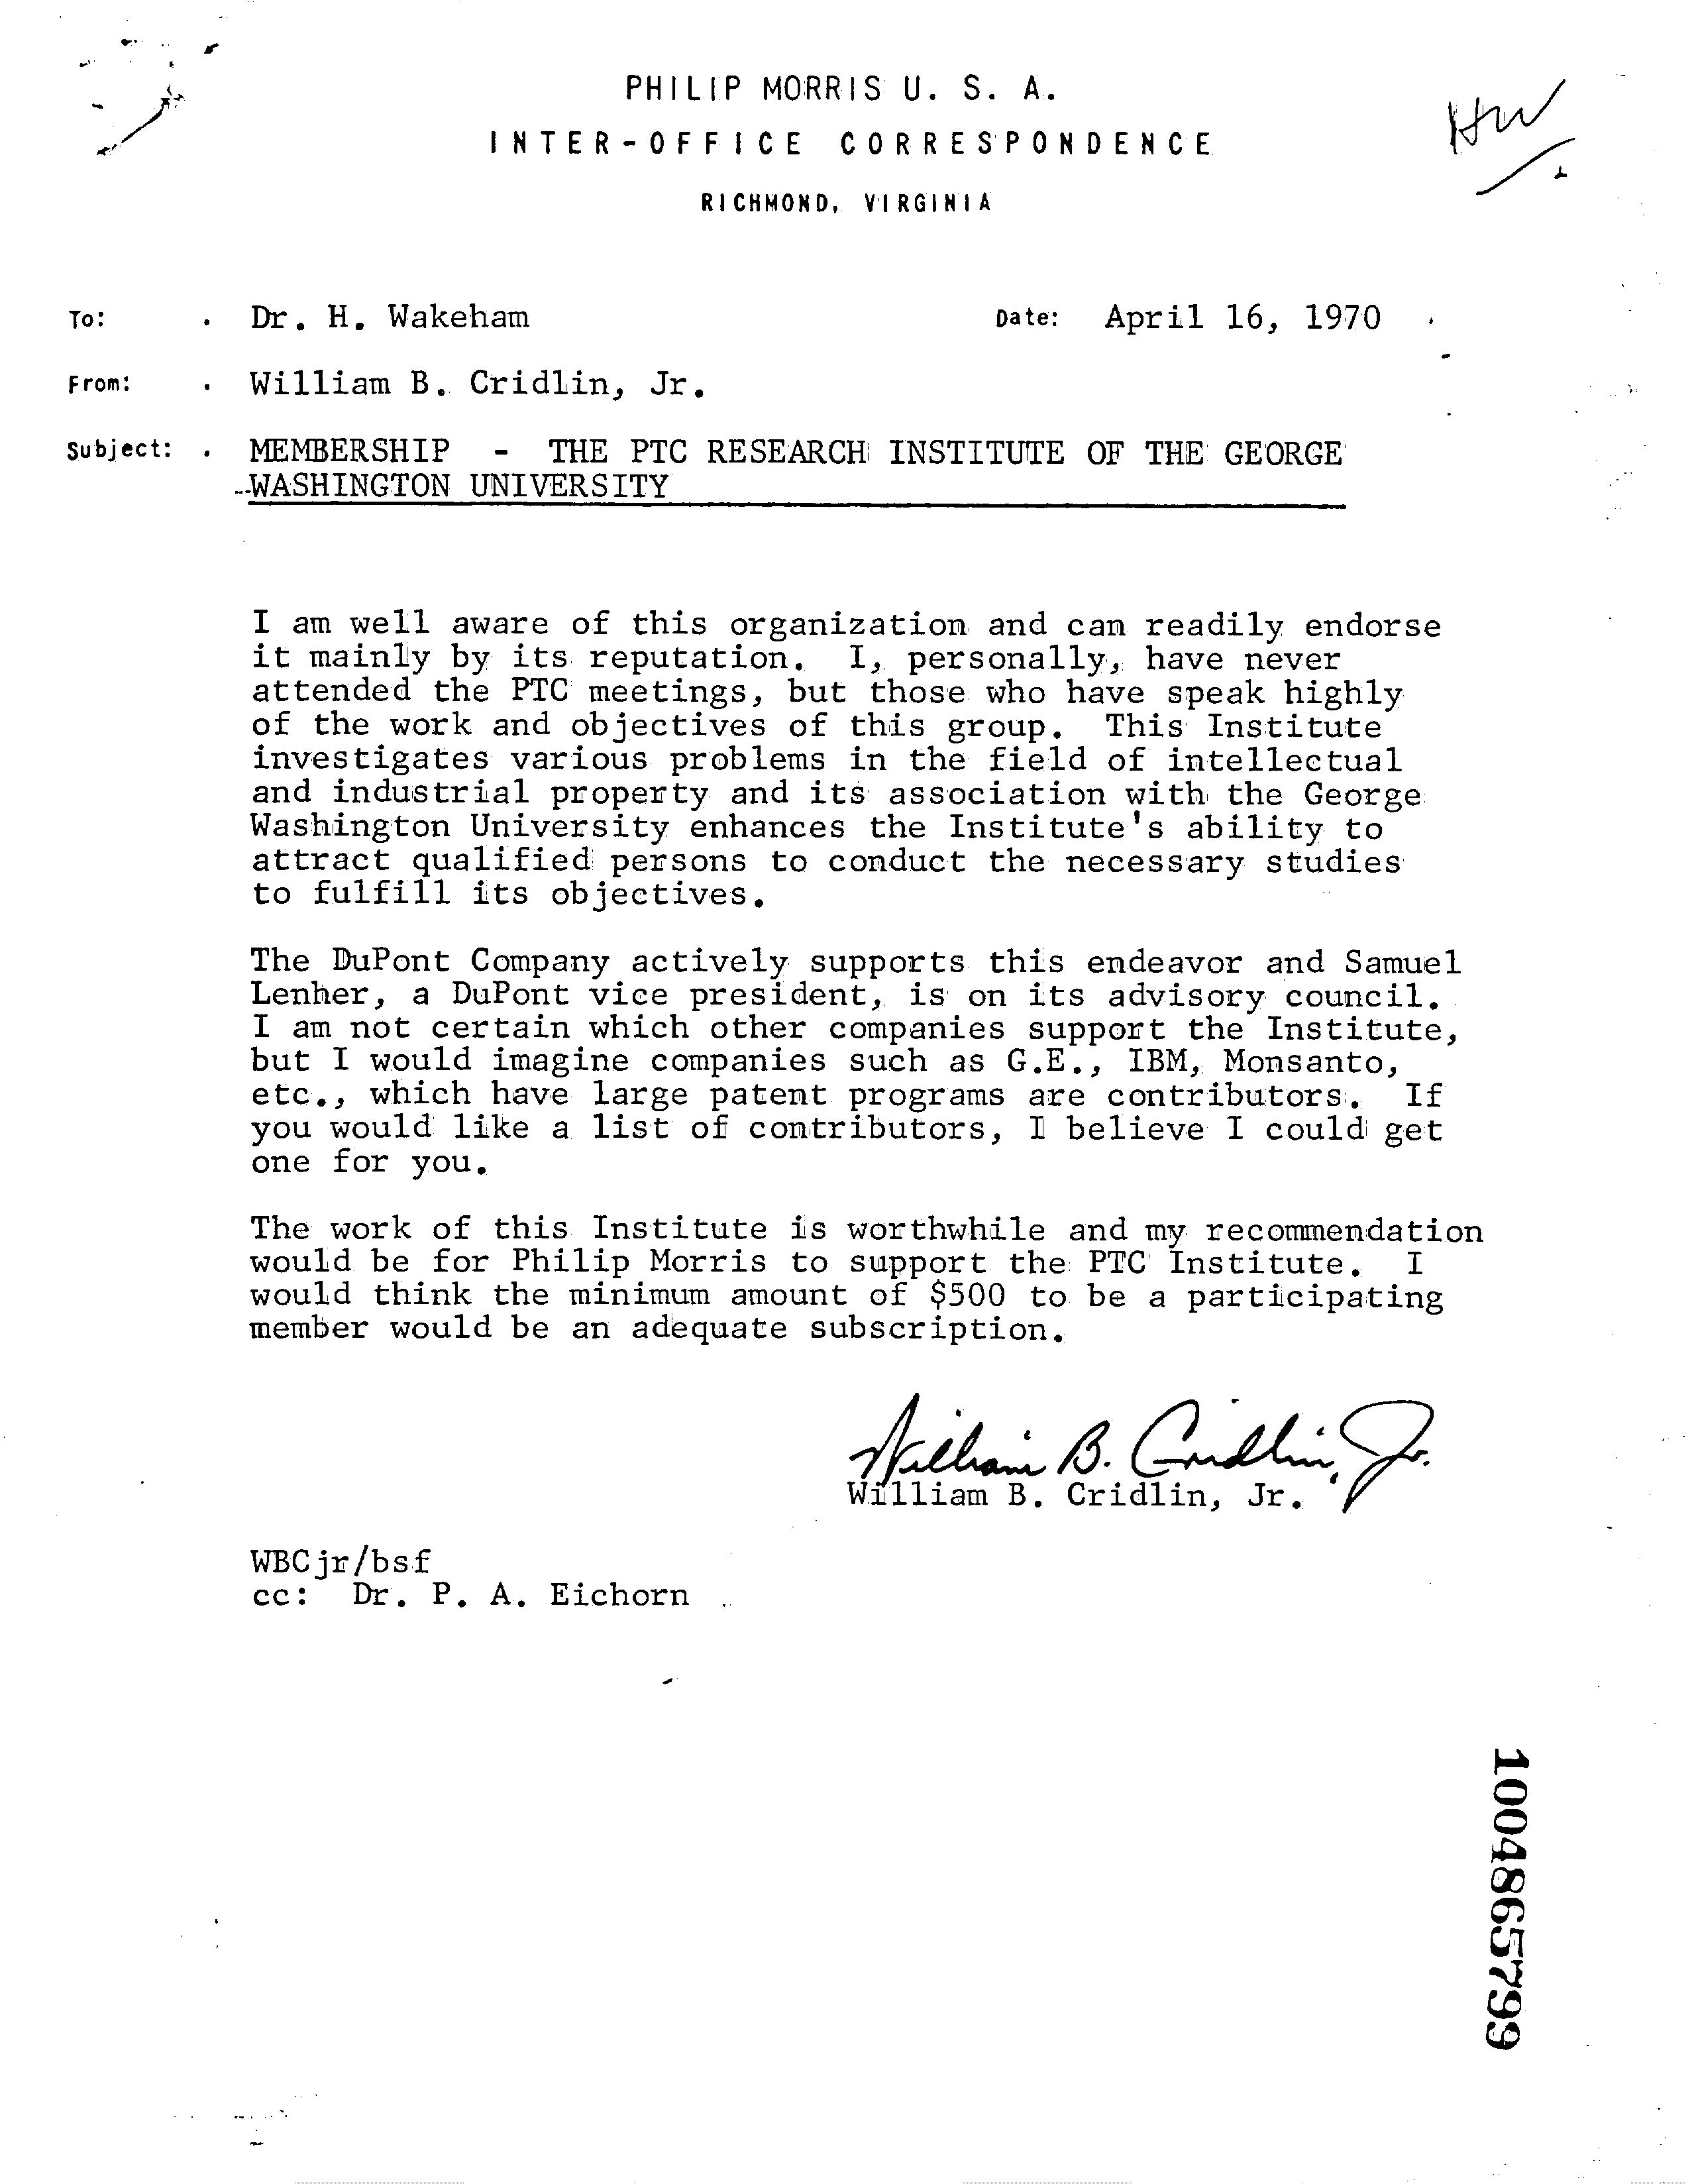 PHILIP MORRIS U. S. A.
INTER-OFFICE CORRESPONDENCE
RICHMOND, VIRGINIA
HW
To: Dr. H. Wakeham Date: April 16, 1970
From: William B. Cridlin, Jr.
Subject: MEMBERSHIP - THE PTC RESEARCH INSTITUTE OF THE GEORGE
WASHINGTON UNIVERSITY
I am well aware of this organization and can readily endorse
it mainly by its reputation. I, personally, have never
attended the PTC meetings, but those who have speak highly
of the work and objectives of this group. This Institute
investigates various problems in the field of intellectual
and industrial property and its association with the George
Washington University enhances the Institute's ability to
attract qualified persons to conduct the necessary studies
to fulfill its objectives.
The DuPont Company actively supports this endeavor and Samuel
Lenher, a DuPont vice president, is on its advisory council.
I am not certain which other companies support the Institute,
but I would imagine companies such as G.E., IBM, Monsanto,
etc., which have large patent programs are contributors. If
you would like a list of contributors, I believe I could get
one for you.
The work of this Institute is worthwhile and my recommendation
would be for Philip Morris to support the PTC Institute. I
would think the minimum amount of $500 to be a participating
member would be an adequate subscription.
William B. Cridlin, Jr.
William B. Cridlin, Jr.
WBCjr/bsf
cc: Dr. P. A. Eichorn
1004865799